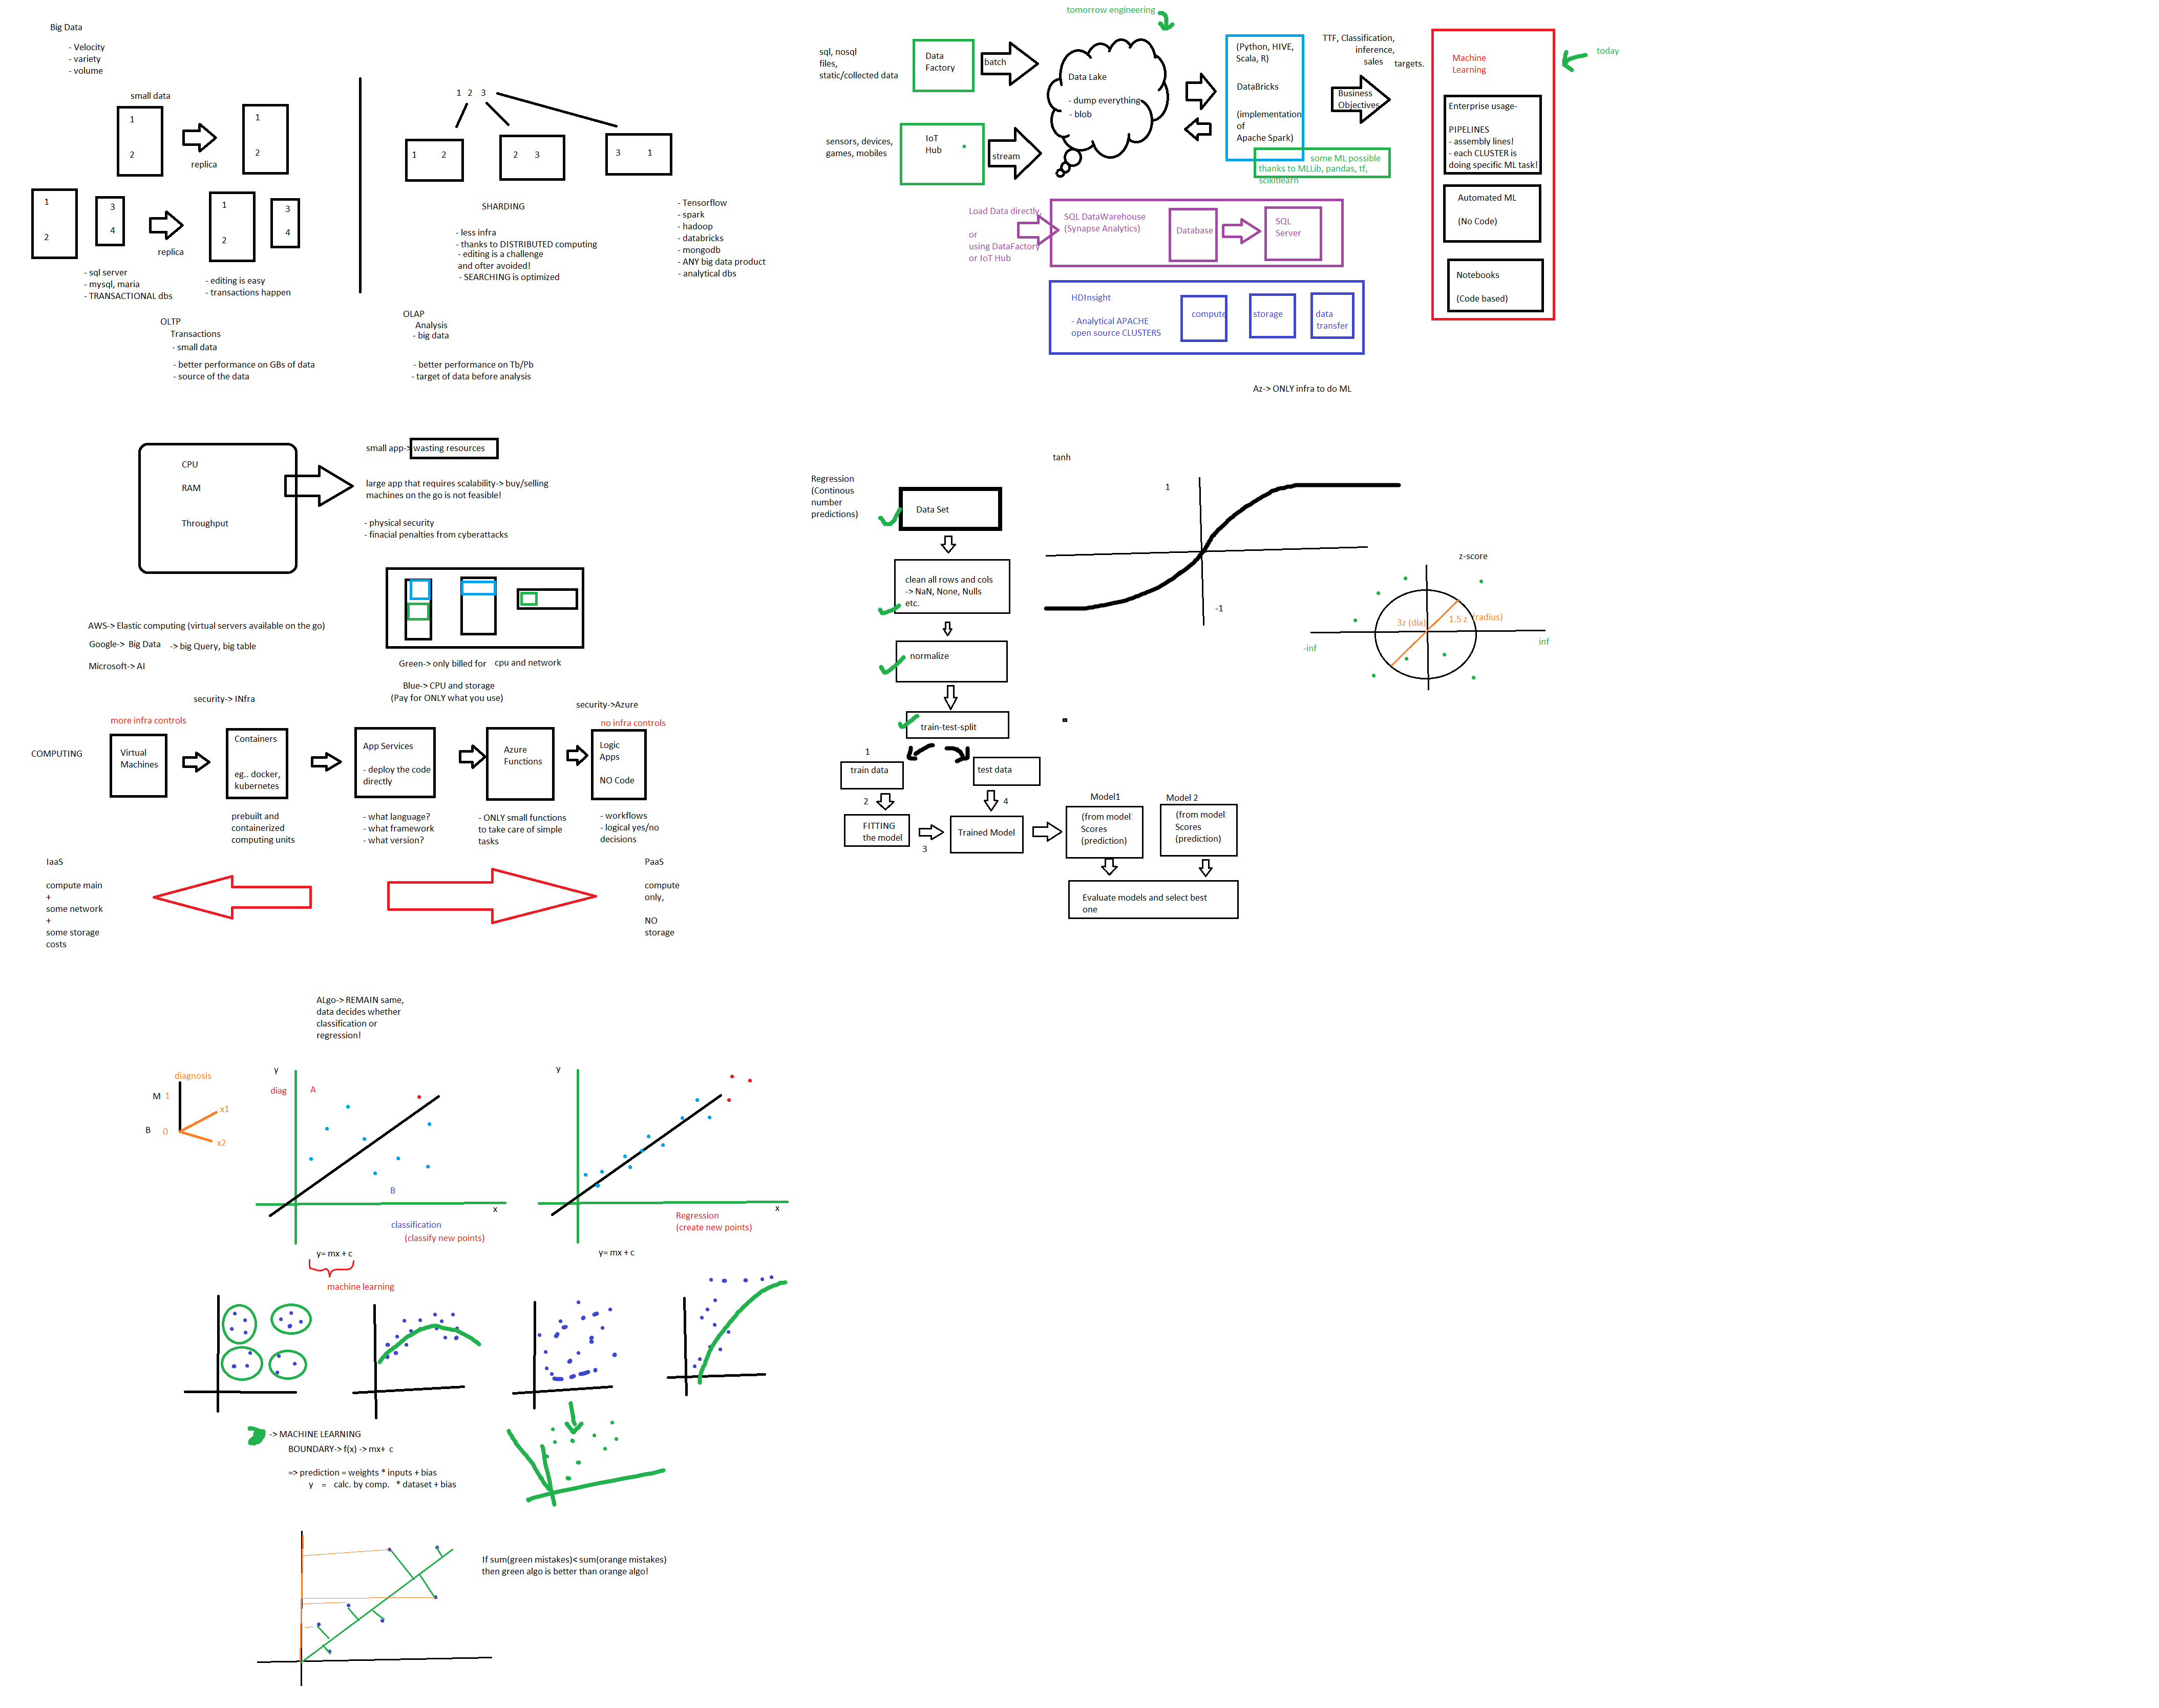 Big Data
- Velocity
- variety
- volume
small data
1
2
replica
1
2
1
2
3
4
replica
1
2
3
4
- sql server
- mysql, maria
- TRANSACTIONAL dbs
- editing is easy
- transactions happen
OLTP
Transactions
- small data
- better performance on GBs of data
- source of the data
1 2 3
1 2
2 3
3 1
SHARDING
- less infra
- thanks to DISTRIBUTED computing
- editing is a challenge
and ofter avoided!
- SEARCHING is optimized
- Tensorflow
- spark
- hadoop
- databricks
- mongodb
- ANY big data product
- analytical dbs
OLAP
Analysis
- big data
- better performance on Tb/Pb
- target of data before analysis
tomorrow engineering
sql, nosql
files,
static/collected data
Data
Factory
batch
sensors, devices,
games, mobiles
IoT
Hub
stream
Data Lake
- dump everything
- blob
(Python, HIVE,
Scala, R)
DataBricks
(implementation
of
Apache Spark)
some ML possible
thanks to MLLib, pandas, tf,
scikitlearn
TTF, Classification,
inference,
sales targets.
Business
Objectives
Machine
Learning
today
Enterprise usage-
PIPELINES
- assembly lines!
- each CLUSTER is
doing specific ML task!
Automated ML
(No Code)
Notebooks
(Code based)
Load Data directly,
or
using DataFactory
or IoT Hub
SQL DataWarehouse
(Synapse Analytics)
Database
SQL
Server
HDInsight
- Analytical APACHE
open source CLUSTERS
compute
storage
data
transfer
Az-> ONLY infra to do ML
CPU
RAM
Throughput
small app-> wasting resources
large app that requires scalability-> buy/selling
machines on the go is not feasible!
- physical security
- finacial penalties from cyberattacks
AWS-> Elastic computing (virtual servers available on the go)
Google-> Big Data -> big Query, big table
Microsoft-> AI
Green-> only billed for cpu and network
Blue-> CPU and storage
(Pay for ONLY what you use)
security-> INfra
security->Azure
more infra controls
no infra controls
COMPUTING
Virtual
Machines
Containers
eg.. docker,
kubernetes
App Services
- deploy the code
directly
Azure
Functions
Logic
Apps
NO Code
prebuilt and
containerized
computing units
- what language?
- what framework
- what version?
- ONLY small functions
to take care of simple
tasks
- workflows
- logical yes/no
decisions
IaaS
compute main
+
some network
+
some storage
costs
PaaS
compute
only,
NO
storage
Regression
(Continous
number
predictions)
Data Set
clean all rows and cols
-> NaN, None, Nulls
etc.
normalize
train-test-split
1
train data
test data
2
4
FITTING
the model
3
Trained Model
Model1
(from model
Scores
(prediction)
Model 2
(from model
Scores
(prediction)
Evaluate models and select best
one
tanh
1
-1
z-score
3z (dia)
1.5 z (radius)
-inf
inf
ALgo-> REMAIN same,
data decides whether
classification or
regression!
diagnosis
M 1
x1
B 0
x2
y
diag
A
B
x
classification
(classify new points)
y= mx + c
machine learning
y
x
Regression
(create new points)
y= mx + c
-> MACHINE LEARNING
BOUNDARY-> f(x) -> mx+ c
=> prediction = weights * inputs + bias
y = calc. by comp. * dataset + bias
If sum(green mistakes)< sum(orange mistakes)
then green algo is better than orange algo!